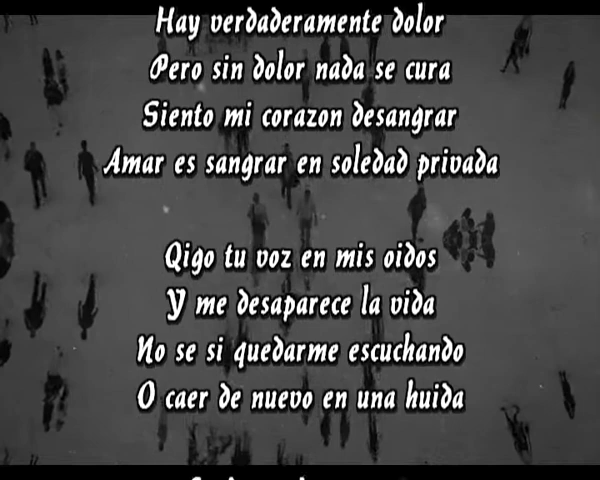 Hay verdaderamente dolor
Pero sin dolor nada se cura
Siento mi corazon desangrar
Amar es sangrar en soledad privada
Qigo tu voz en mis oidos
Y me desaparece la vida
No se si quedarme escuchando
O caer de nuevo en una huida